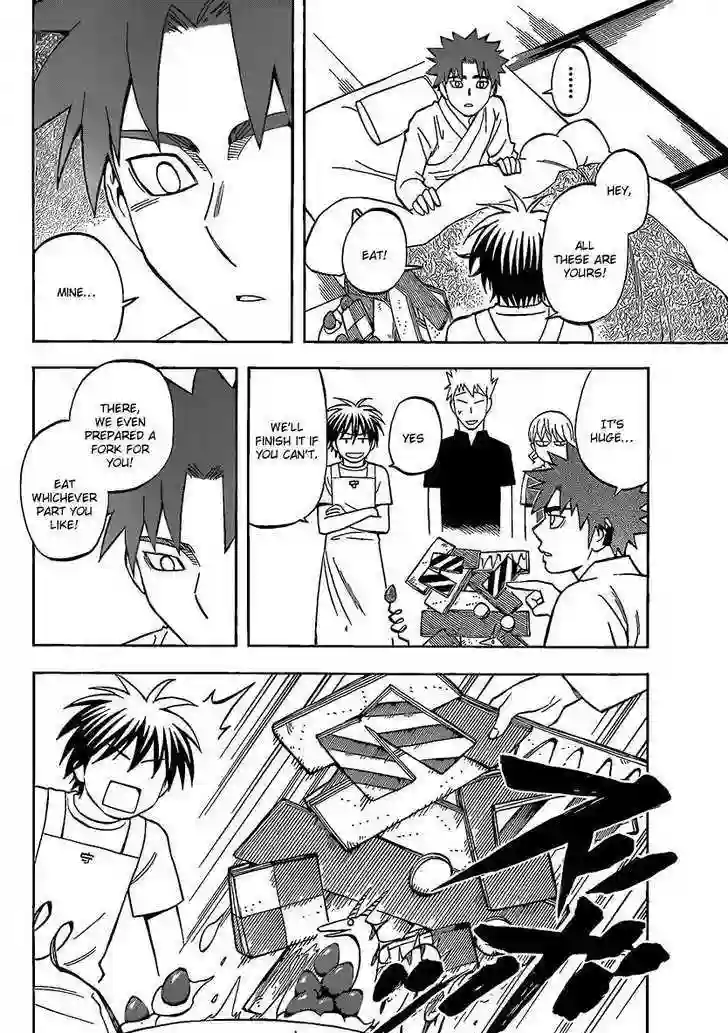 ......
HEY,
ALL
THESE ARE
YOURS!
EAT!
MINE...
IT'S
HUGE...
YES
WE'LL
FINISH IT IF
YOU CAN'T.
THERE,
WE EVEN
PREPARED A
FORK FOR
YOU!
EAT
WHICHEVER
PART YOU
LIKE!